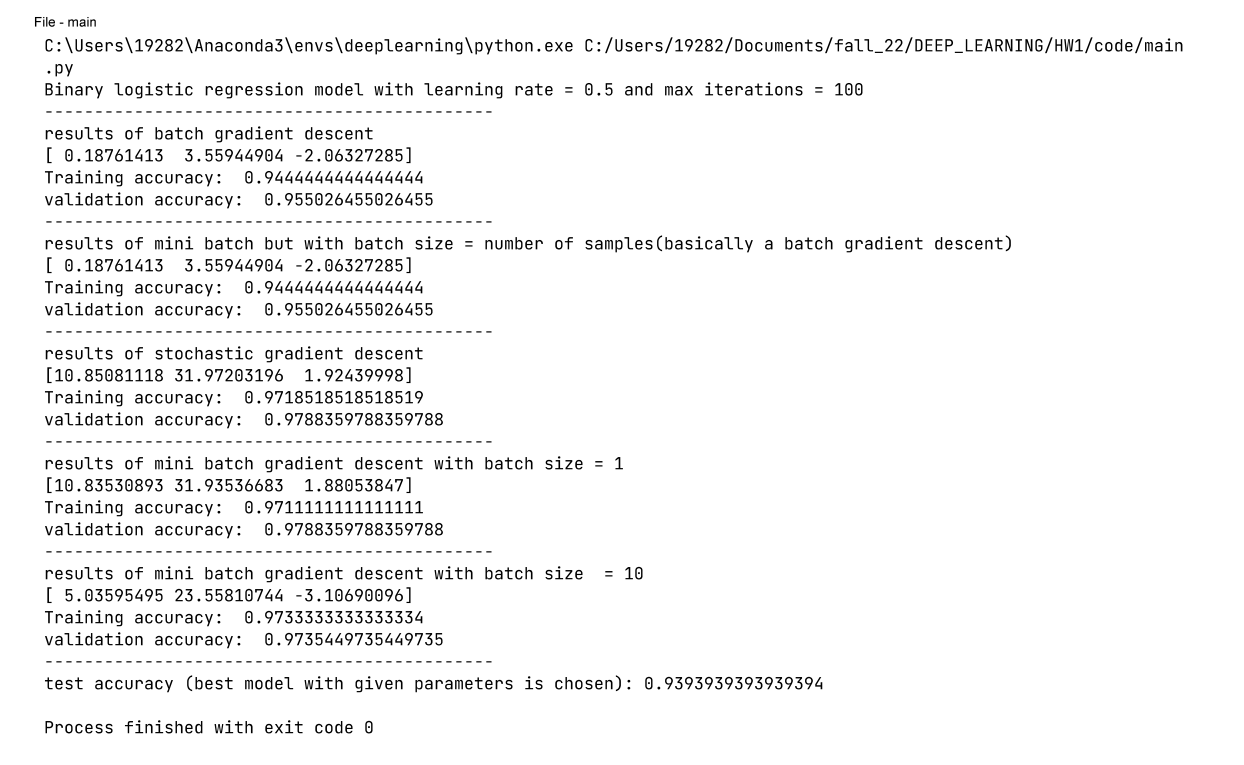 File - main
C:\Users\19282\Anaconda3\envs\deeplearning\python.exe C:/Users/19282/Documents/fall_22/DEEP_LEARNING/HW1/code/main
.py
Binary logistic regression model with learning rate = 0.5 and max iterations = 100
---------------------------------------------
results of batch gradient descent
[ 0.18761413  3.55944904 -2.06327285]
Training accuracy:  0.9444444444444444
validation accuracy:  0.955026455026455
---------------------------------------------
results of mini batch but with batch size = number of samples(basically a batch gradient descent)
[ 0.18761413  3.55944904 -2.06327285]
Training accuracy:  0.9444444444444444
validation accuracy:  0.955026455026455
---------------------------------------------
results of stochastic gradient descent
[10.85081118 31.97203196  1.92439998]
Training accuracy:  0.9718518518518519
validation accuracy:  0.9788359788359788
---------------------------------------------
results of mini batch gradient descent with batch size = 1
[10.83530893 31.93536683  1.88053847]
Training accuracy:  0.9711111111111111
validation accuracy:  0.9788359788359788
---------------------------------------------
results of mini batch gradient descent with batch size  = 10
[ 5.03595495 23.55810744 -3.10690096]
Training accuracy:  0.9733333333333334
validation accuracy:  0.9735449735449735
---------------------------------------------
test accuracy (best model with given parameters is chosen): 0.9393939393939394

Process finished with exit code 0